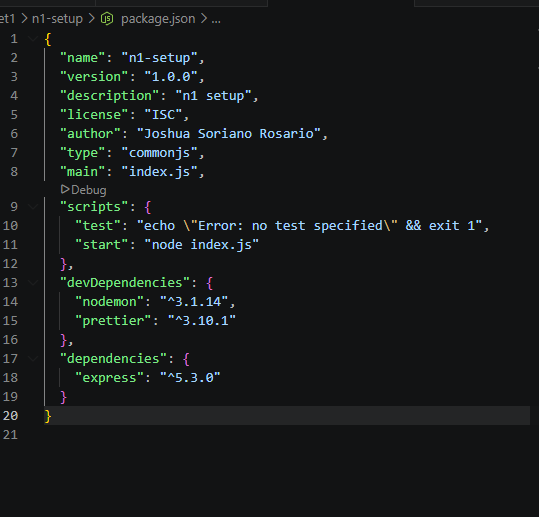 et1 > n1-setup > package.json > ...
1 {
2 "name": "n1-setup",
3 "version": "1.0.0",
4 "description": "n1 setup",
5 "license": "ISC",
6 "author": "Joshua Soriano Rosario",
7 "type": "commonjs",
8 "main": "index.js",
Debug
9 "scripts": {
10 "test": "echo \"Error: no test specified\" && exit 1",
11 "start": "node index.js"
12 },
13 "devDependencies": {
14 "nodemon": "^3.1.14",
15 "prettier": "^3.10.1"
16 },
17 "dependencies": {
18 "express": "^5.3.0"
19 }
20 }
21